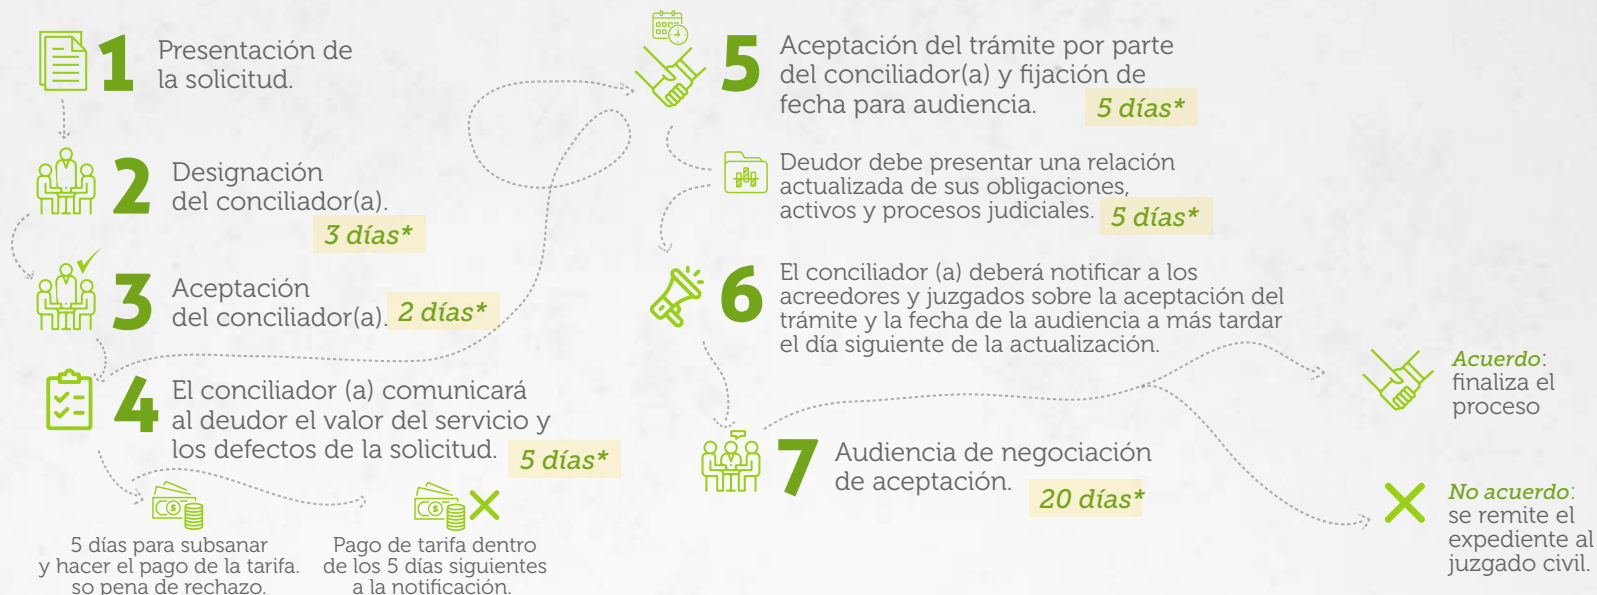 1
Presentación de
la solicitud.
2
Designación
del conciliador(a).
3 días*
3
Aceptación
del conciliador(a).
2 días*
4
El conciliador (a) comunicará
al deudor el valor del servicio y
los defectos de la solicitud.
5 días*
5 días para subsanar
y hacer el pago de la tarifa.
so pena de rechazo.
Pago de tarifa dentro
de los 5 días siguientes
a la notificación.
5
Aceptación del trámite por parte
del conciliador(a) y fijación de
fecha para audiencia.
5 días*
Deudor debe presentar una relación
actualizada de sus obligaciones,
activos y procesos judiciales.
5 días*
6
El conciliador (a) deberá notificar a los
acreedores y juzgados sobre la aceptación del
trámite y la fecha de la audiencia a más tardar
el día siguiente de la actualización.
7
Audiencia de negociación
de aceptación.
20 días*
Acuerdo:
finaliza el
proceso
No acuerdo:
se remite el
expediente al
juzgado civil.